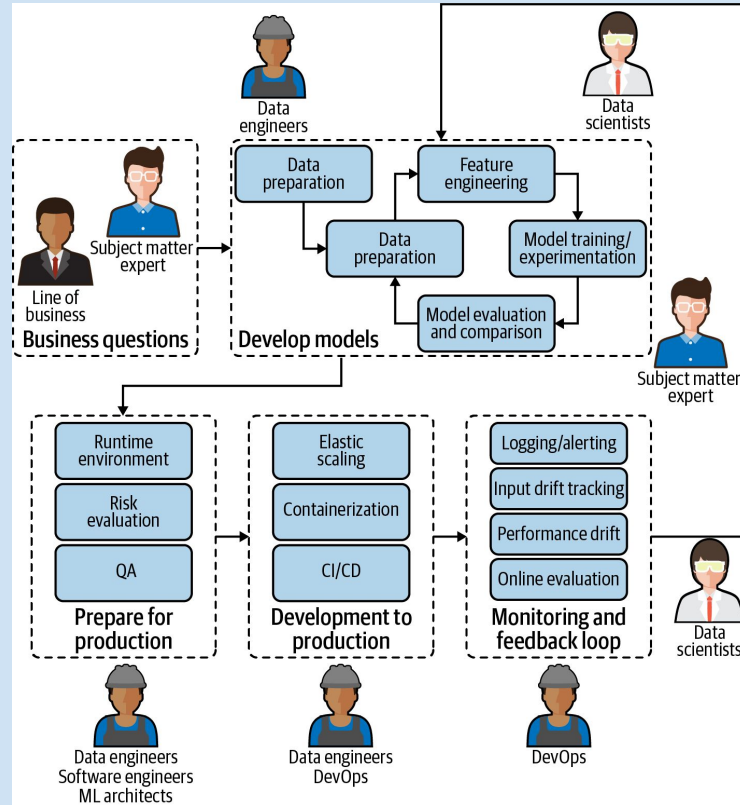 Data
engineers
Data
scientists
Subject matter
expert
Line of
business
Business questions
Data
preparation
Feature
engineering
Data
preparation
Model training/
experimentation
Model evaluation
and comparison
Develop models
Subject matter
expert
Runtime
environment
Risk
evaluation
QA
Prepare for
production
Elastic
scaling
Containerization
CI/CD
Development to
production
Logging/alerting
Input drift tracking
Performance drift
Online evaluation
Monitoring and
feedback loop
Data
scientists
Data engineers
Software engineers
ML architects
Data engineers
DevOps
DevOps